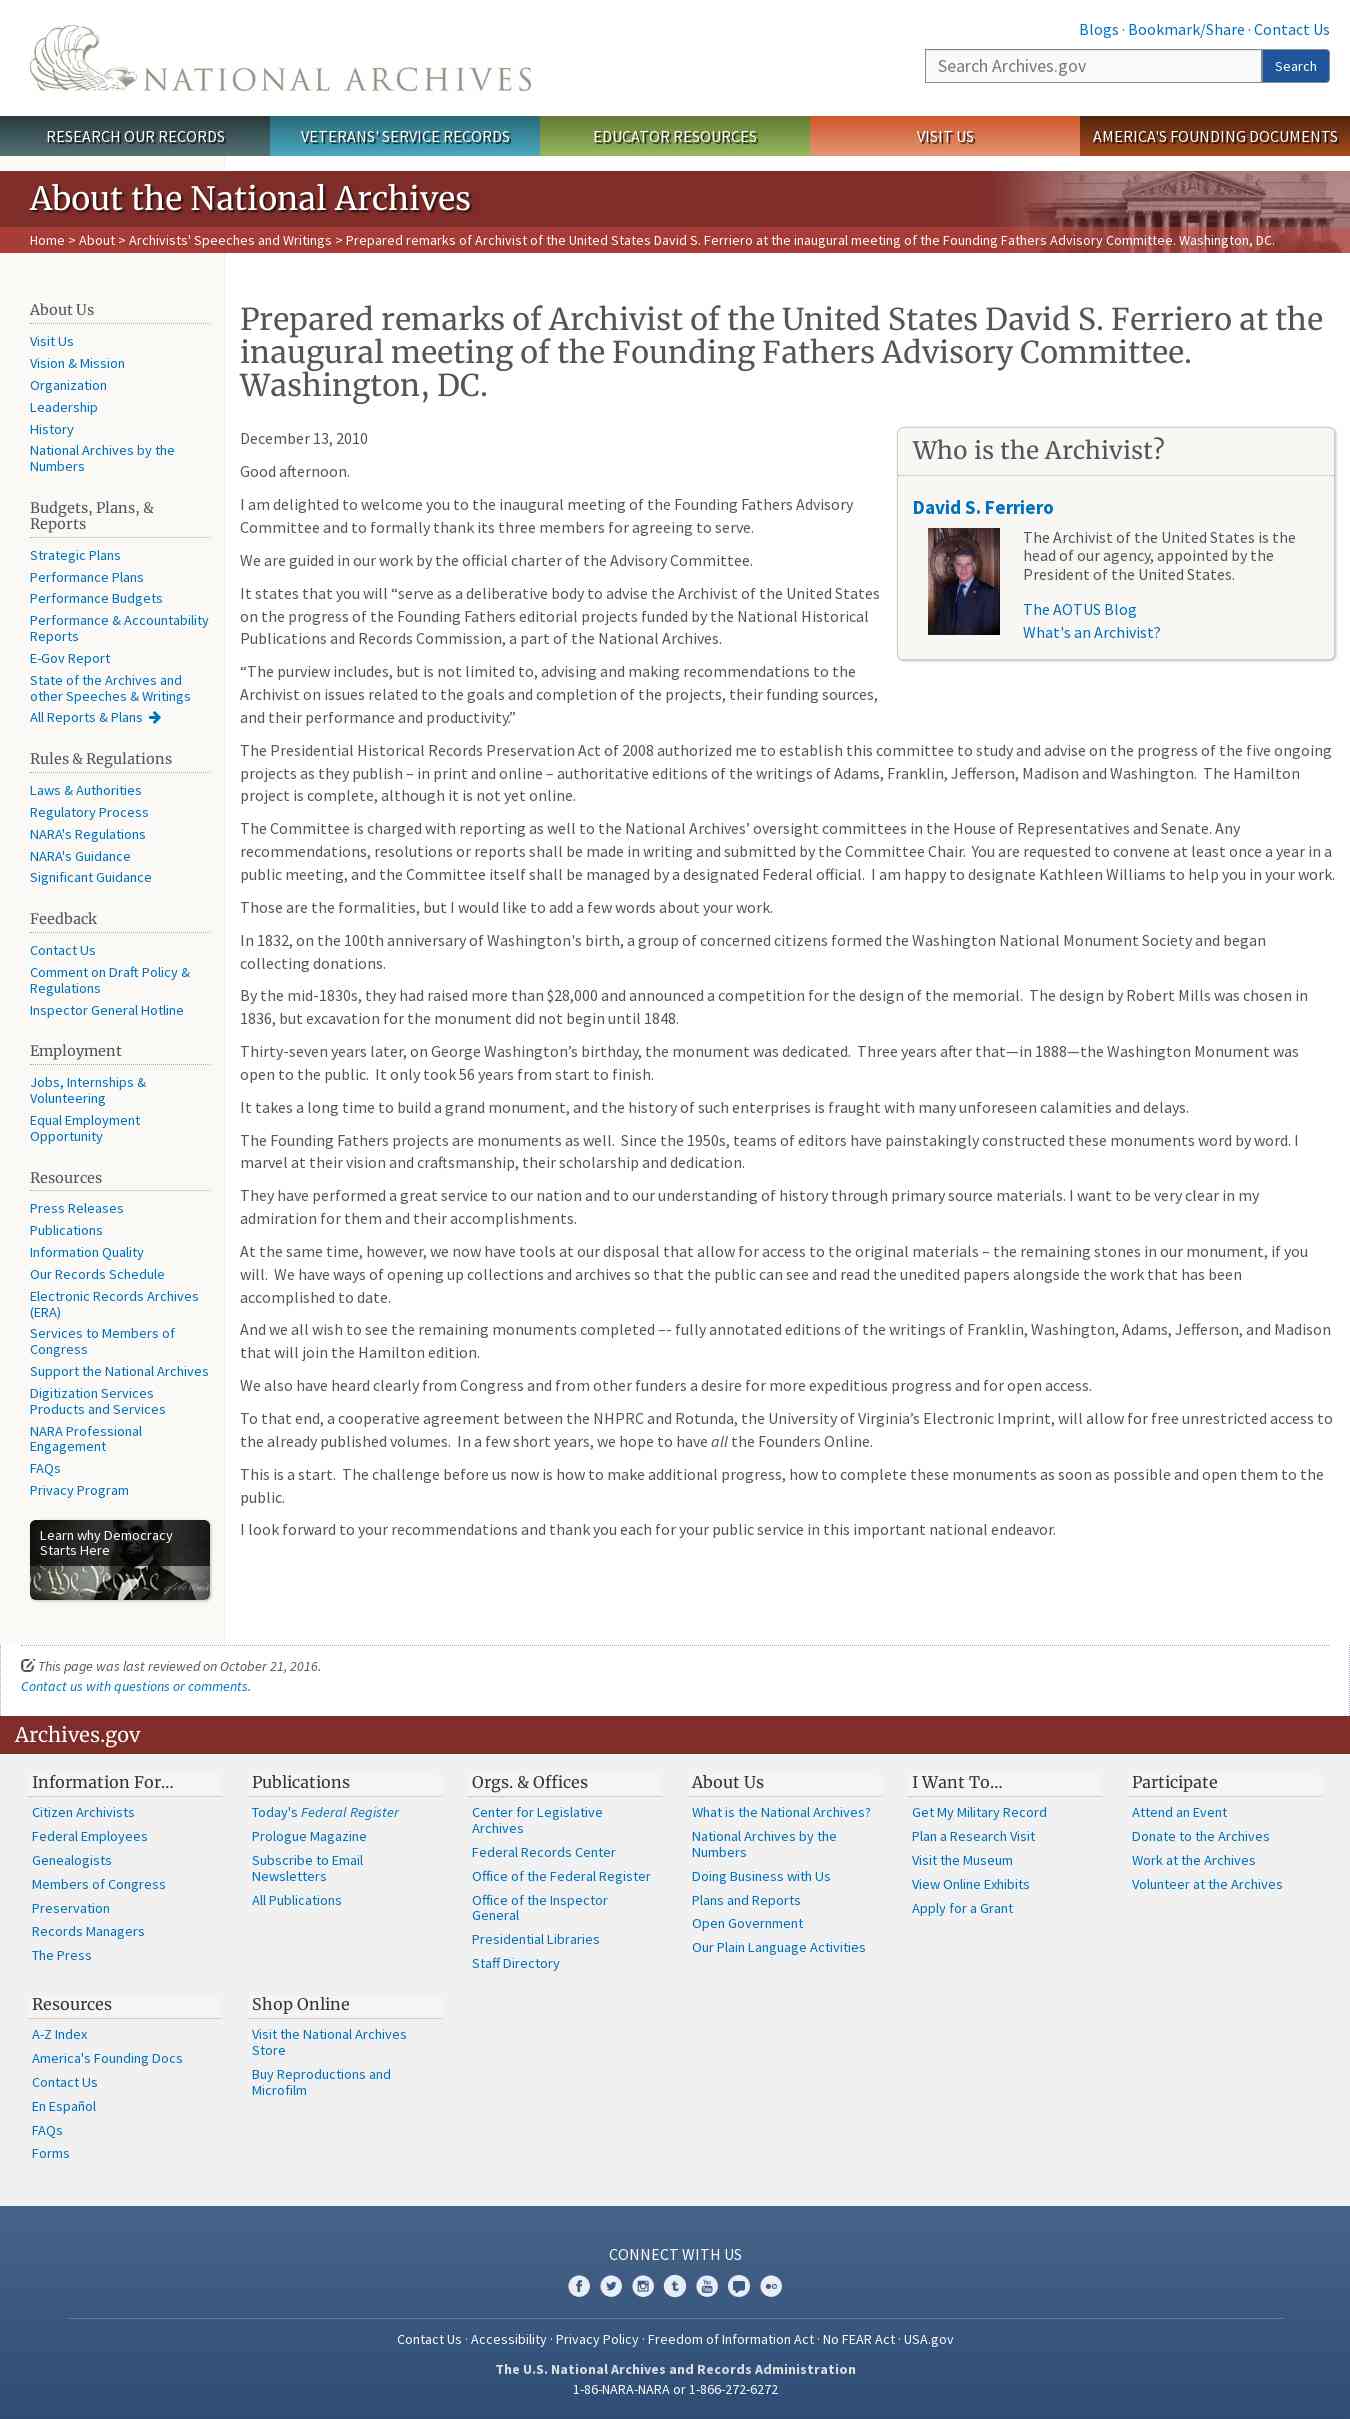 Blogs · Bookmark/Share · Contact Us
NATIONAL ARCHIVES
Search Archives.gov
Search
RESEARCH OUR RECORDS
VETERANS' SERVICE RECORDS
EDUCATOR RESOURCES
VISIT US
AMERICA'S FOUNDING DOCUMENTS
About the National Archives
Home > About > Archivists' Speeches and Writings > Prepared remarks of Archivist of the United States David S. Ferriero at the inaugural meeting of the Founding Fathers Advisory Committee. Washington, DC.
About Us
Visit Us
Vision & Mission
Organization
Leadership
History
National Archives by the
Numbers
Budgets, Plans, &
Reports
Strategic Plans
Performance Plans
Performance Budgets
Performance & Accountability
Reports
E-Gov Report
State of the Archives and
other Speeches & Writings
All Reports & Plans
Rules & Regulations
Laws & Authorities
Regulatory Process
NARA's Regulations
NARA's Guidance
Significant Guidance
Feedback
Contact Us
Comment on Draft Policy &
Regulations
Inspector General Hotline
Employment
Jobs, Internships &
Volunteering
Equal Employment
Opportunity
Resources
Press Releases
Publications
Information Quality
Our Records Schedule
Electronic Records Archives
(ERA)
Services to Members of
Congress
Support the National Archives
Digitization Services
Products and Services
NARA Professional
Engagement
FAQs
Privacy Program
Learn why Democracy
Starts Here
We the People
Prepared remarks of Archivist of the United States David S. Ferriero at the
inaugural meeting of the Founding Fathers Advisory Committee.
Washington, DC.
Who is the Archivist?
David S. Ferriero
The Archivist of the United States is the
head of our agency, appointed by the
President of the United States.
The AOTUS Blog
What's an Archivist?
December 13, 2010
Good afternoon.
I am delighted to welcome you to the inaugural meeting of the Founding Fathers Advisory
Committee and to formally thank its three members for agreeing to serve.
We are guided in our work by the official charter of the Advisory Committee.
It states that you will “serve as a deliberative body to advise the Archivist of the United States
on the progress of the Founding Fathers editorial projects funded by the National Historical
Publications and Records Commission, a part of the National Archives.
“The purview includes, but is not limited to, advising and making recommendations to the
Archivist on issues related to the goals and completion of the projects, their funding sources,
and their performance and productivity.”
The Presidential Historical Records Preservation Act of 2008 authorized me to establish this committee to study and advise on the progress of the five ongoing
projects as they publish – in print and online – authoritative editions of the writings of Adams, Franklin, Jefferson, Madison and Washington.  The Hamilton
project is complete, although it is not yet online.
The Committee is charged with reporting as well to the National Archives’ oversight committees in the House of Representatives and Senate. Any
recommendations, resolutions or reports shall be made in writing and submitted by the Committee Chair.  You are requested to convene at least once a year in a
public meeting, and the Committee itself shall be managed by a designated Federal official.  I am happy to designate Kathleen Williams to help you in your work.
Those are the formalities, but I would like to add a few words about your work.
In 1832, on the 100th anniversary of Washington's birth, a group of concerned citizens formed the Washington National Monument Society and began
collecting donations.
By the mid-1830s, they had raised more than $28,000 and announced a competition for the design of the memorial.  The design by Robert Mills was chosen in
1836, but excavation for the monument did not begin until 1848.
Thirty-seven years later, on George Washington’s birthday, the monument was dedicated.  Three years after that—in 1888—the Washington Monument was
open to the public.  It only took 56 years from start to finish.
It takes a long time to build a grand monument, and the history of such enterprises is fraught with many unforeseen calamities and delays.
The Founding Fathers projects are monuments as well.  Since the 1950s, teams of editors have painstakingly constructed these monuments word by word. I
marvel at their vision and craftsmanship, their scholarship and dedication.
They have performed a great service to our nation and to our understanding of history through primary source materials. I want to be very clear in my
admiration for them and their accomplishments.
At the same time, however, we now have tools at our disposal that allow for access to the original materials – the remaining stones in our monument, if you
will.  We have ways of opening up collections and archives so that the public can see and read the unedited papers alongside the work that has been
accomplished to date.
And we all wish to see the remaining monuments completed –- fully annotated editions of the writings of Franklin, Washington, Adams, Jefferson, and Madison
that will join the Hamilton edition.
We also have heard clearly from Congress and from other funders a desire for more expeditious progress and for open access.
To that end, a cooperative agreement between the NHPRC and Rotunda, the University of Virginia’s Electronic Imprint, will allow for free unrestricted access to
the already published volumes.  In a few short years, we hope to have all the Founders Online.
This is a start.  The challenge before us now is how to make additional progress, how to complete these monuments as soon as possible and open them to the
public.
I look forward to your recommendations and thank you each for your public service in this important national endeavor.
This page was last reviewed on October 21, 2016.
Contact us with questions or comments.
Archives.gov
Information For…
Citizen Archivists
Federal Employees
Genealogists
Members of Congress
Preservation
Records Managers
The Press
Publications
Today's Federal Register
Prologue Magazine
Subscribe to Email
Newsletters
All Publications
Orgs. & Offices
Center for Legislative
Archives
Federal Records Center
Office of the Federal Register
Office of the Inspector
General
Presidential Libraries
Staff Directory
About Us
What is the National Archives?
National Archives by the
Numbers
Doing Business with Us
Plans and Reports
Open Government
Our Plain Language Activities
I Want To…
Get My Military Record
Plan a Research Visit
Visit the Museum
View Online Exhibits
Apply for a Grant
Participate
Attend an Event
Donate to the Archives
Work at the Archives
Volunteer at the Archives
Resources
A-Z Index
America's Founding Docs
Contact Us
En Español
FAQs
Forms
Shop Online
Visit the National Archives
Store
Buy Reproductions and
Microfilm
CONNECT WITH US
Contact Us · Accessibility · Privacy Policy · Freedom of Information Act · No FEAR Act · USA.gov
The U.S. National Archives and Records Administration
1-86-NARA-NARA or 1-866-272-6272